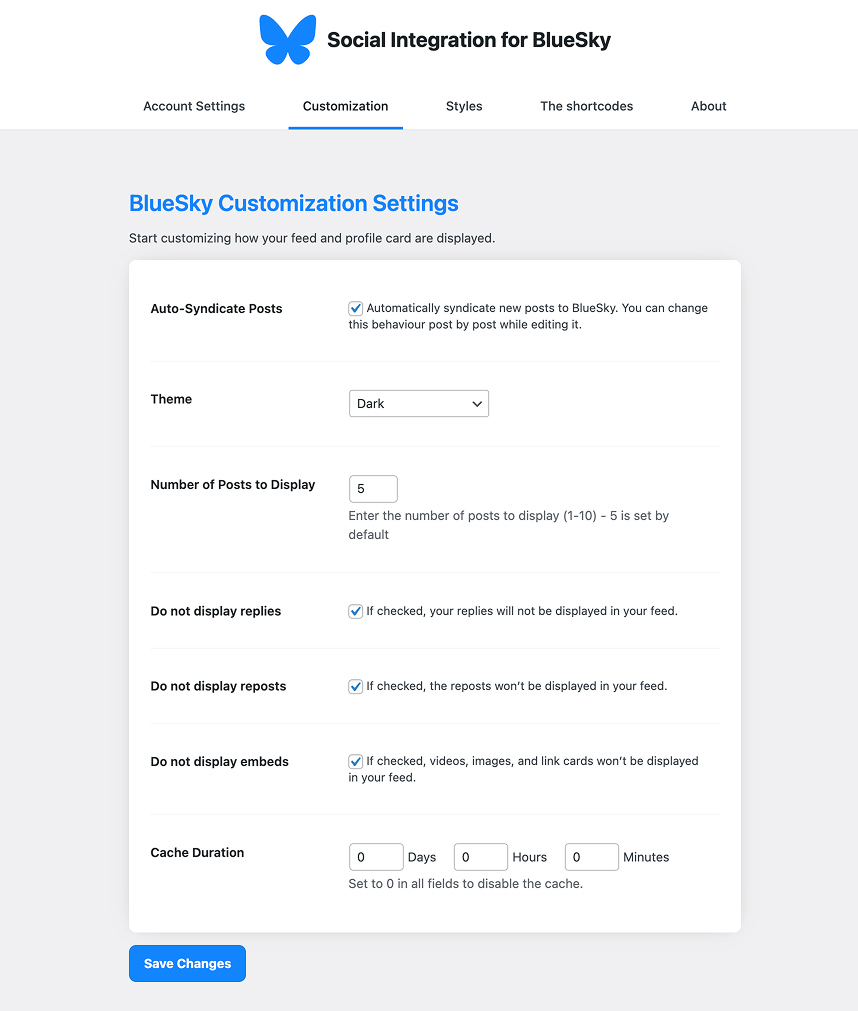 Social Integration for BlueSky
Account Settings
Customization
Styles
The shortcodes
About
BlueSky Customization Settings
Start customizing how your feed and profile card are displayed.
Auto-Syndicate Posts
Automatically syndicate new posts to BlueSky. You can change
this behaviour post by post while editing it.
Theme
Dark
Number of Posts to Display
5
Enter the number of posts to display (1-10) - 5 is set by
default
Do not display replies
If checked, your replies will not be displayed in your feed.
Do not display reposts
If checked, the reposts won't be displayed in your feed.
Do not display embeds
If checked, videos, images, and link cards won't be displayed
in your feed.
Cache Duration
0 Days 0 Hours 0 Minutes
Set to 0 in all fields to disable the cache.
Save Changes